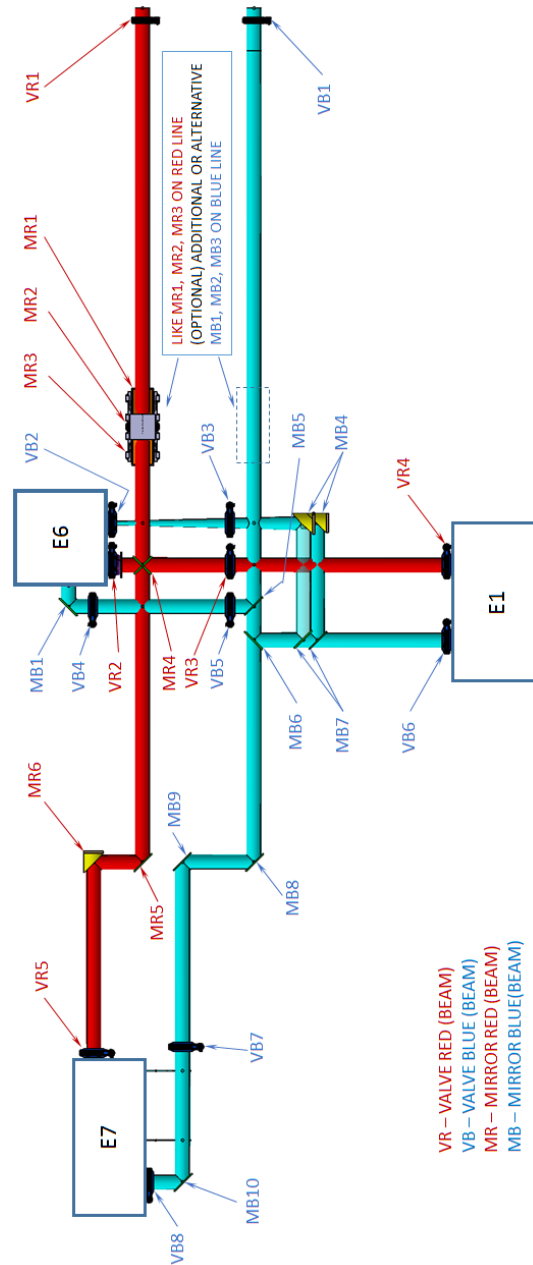 VR1
MR1
MR2
MR3
VB2
E6
MB1
VB4
VR2
MR4
VR3
VB5
VB3
MB5
MB4
LIKE MR1, MR2, MR3 ON RED LINE
(OPTIONAL) ADDITIONAL OR ALTERNATIVE
MB1, MB2, MB3 ON BLUE LINE
VB1
VR4
E1
VB6
MB7
MB6
MR6
MR5
MB9
MB8
VR5
E7
VB7
VB8
MB10
VR – VALVE RED (BEAM)
VB – VALVE BLUE (BEAM)
MR – MIRROR RED (BEAM)
MB – MIRROR BLUE(BEAM)